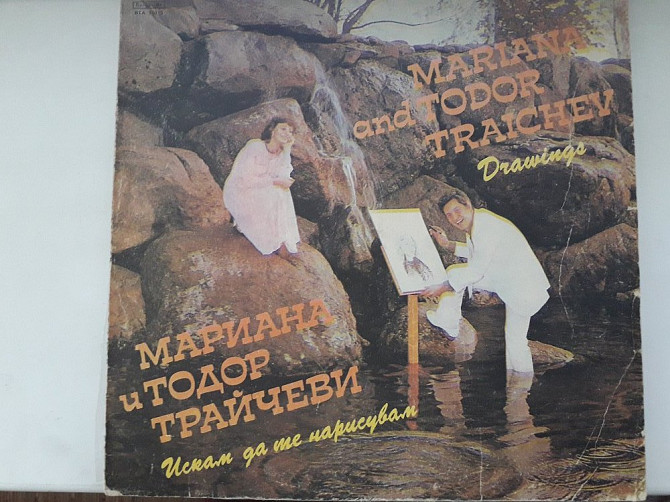 MARIANA
and TODOR
TRAICHEV
Drawings
МАРИАНА
и ТОДОР
ТРАЙЧЕВИ
Искам да те нарисувам